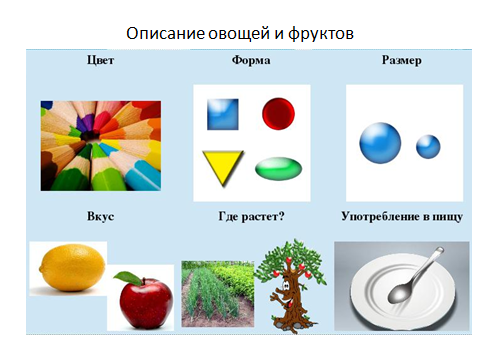 Описание овощей и фруктов
Цвет Форма Размер
Вкус Где растет? Употребление в пищу